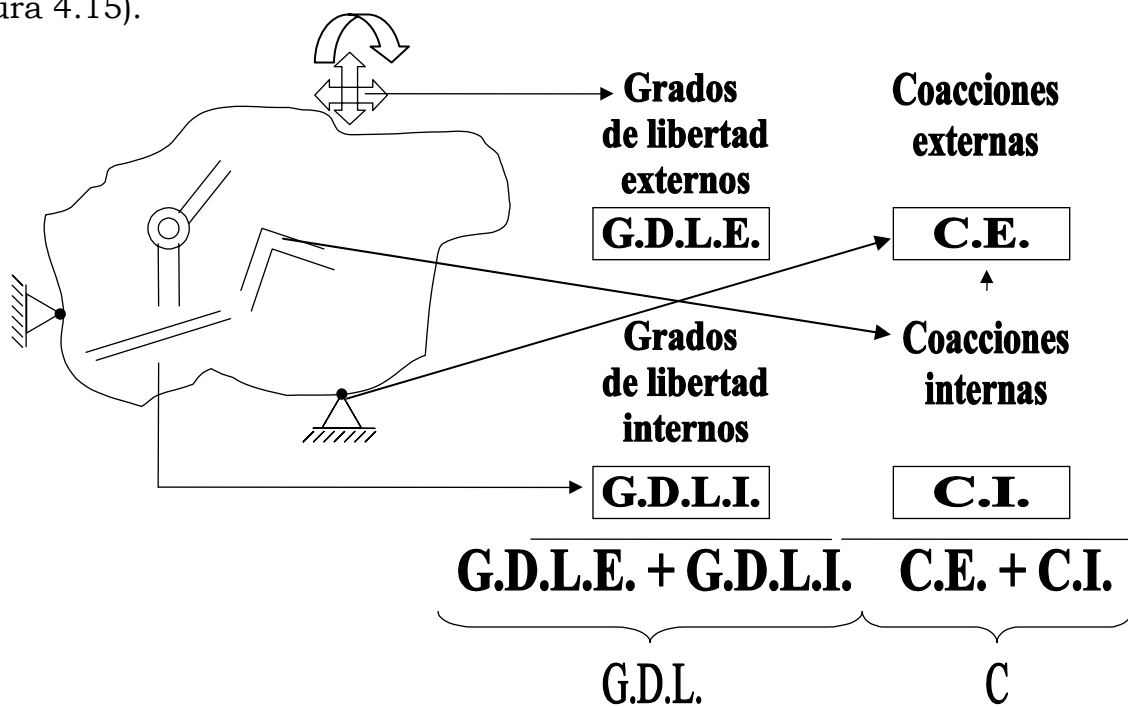 ura 4.15).
Grados
de libertad
externos
G.D.L.E.
Coacciones
externas
C.E.
Grados
de libertad
internos
G.D.L.I.
Coacciones
internas
C.I.
G.D.L.E. + G.D.L.I.
C.E. + C.I.
G.D.L.
C